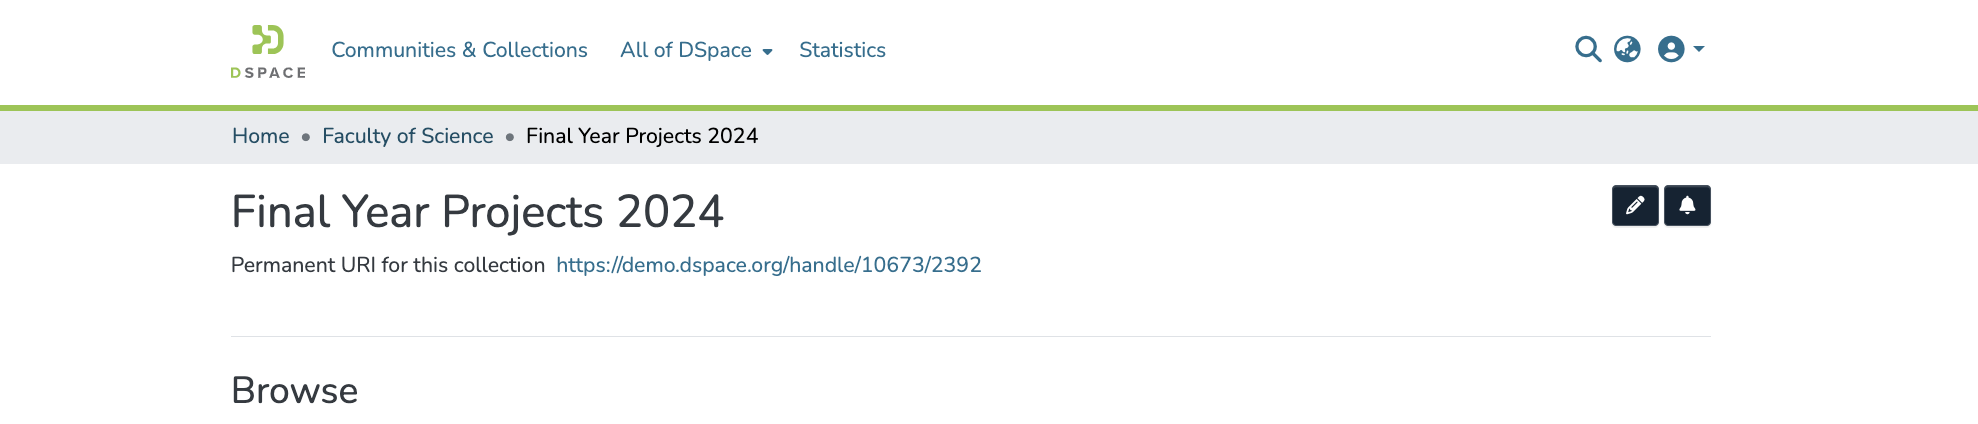 DSPACE
Communities & Collections All of DSpace Statistics
Home • Faculty of Science • Final Year Projects 2024
Final Year Projects 2024
Permanent URI for this collection https://demo.dspace.org/handle/10673/2392
Browse